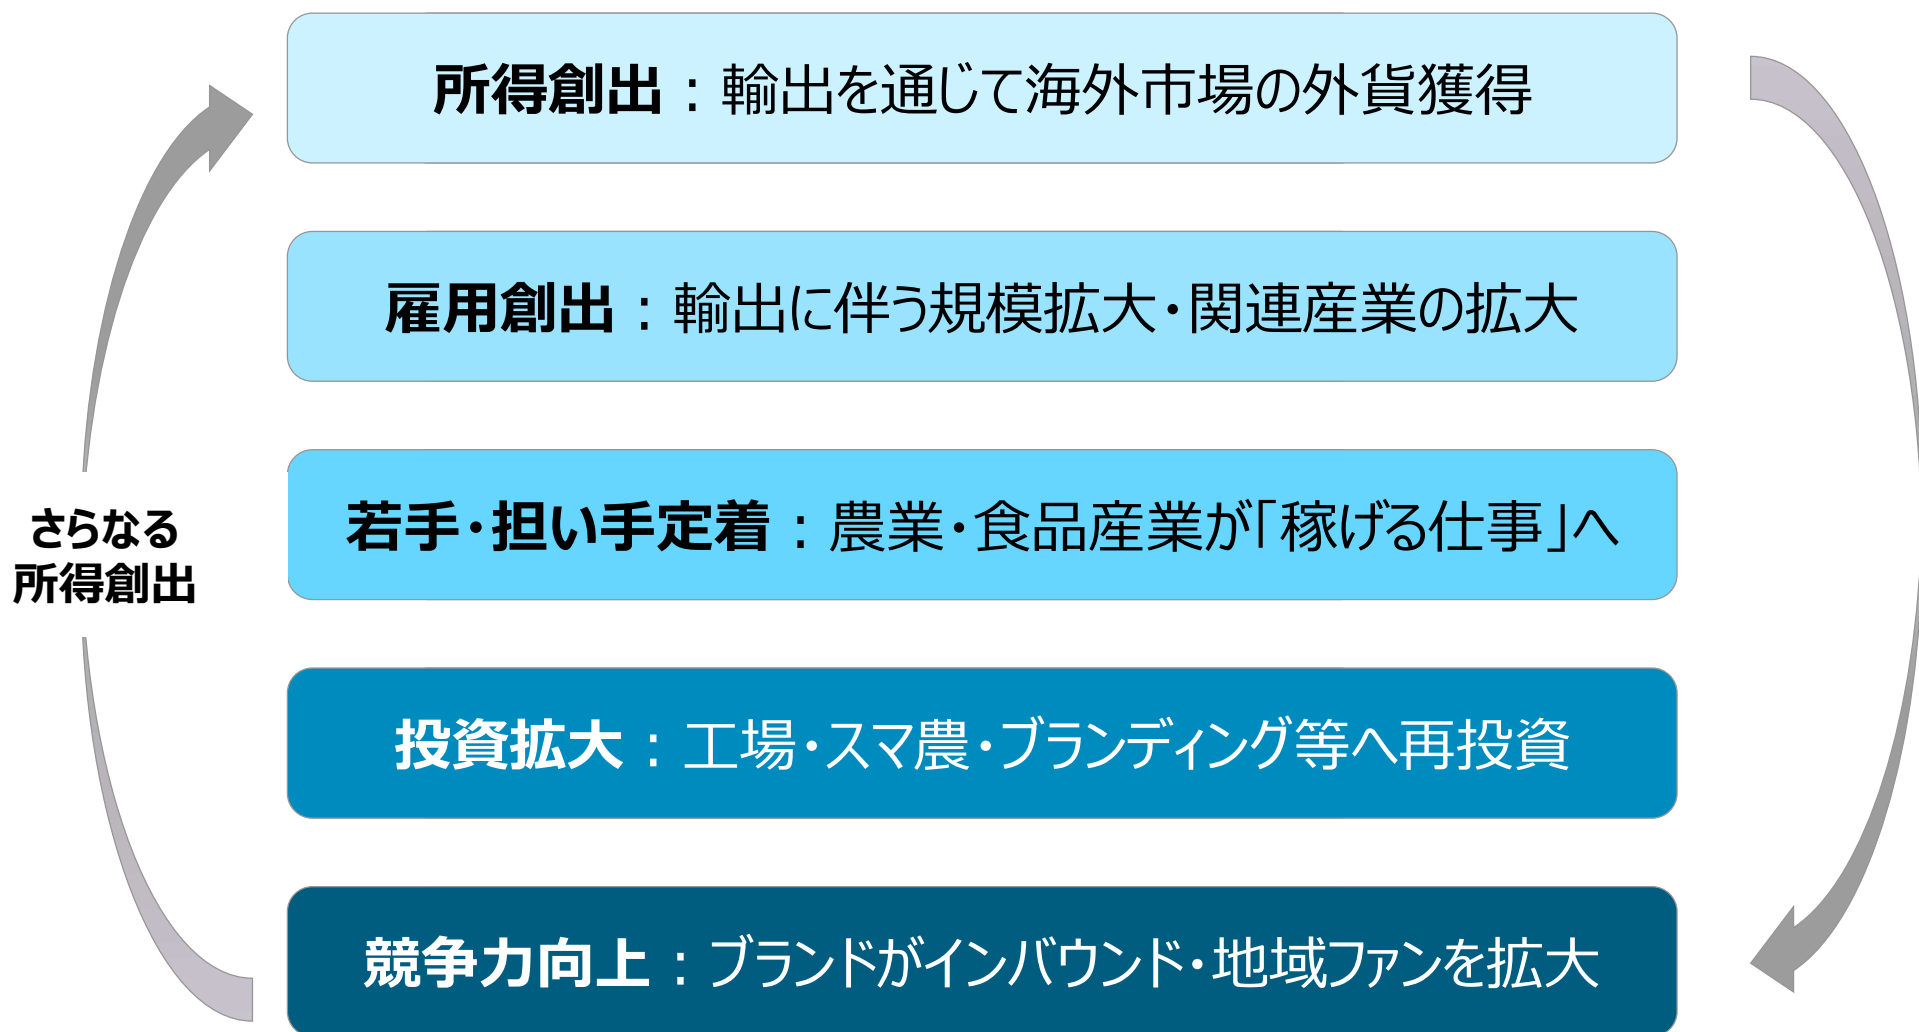 所得創出：輸出を通じて海外市場の外貨獲得
雇用創出：輸出に伴う規模拡大・関連産業の拡大
若手・担い手定着：農業・食品産業が「稼げる仕事」へ
さらなる
所得創出
投資拡大：工場・スマ農・ブランディング等へ再投資
競争力向上：ブランドがインバウンド・地域ファンを拡大